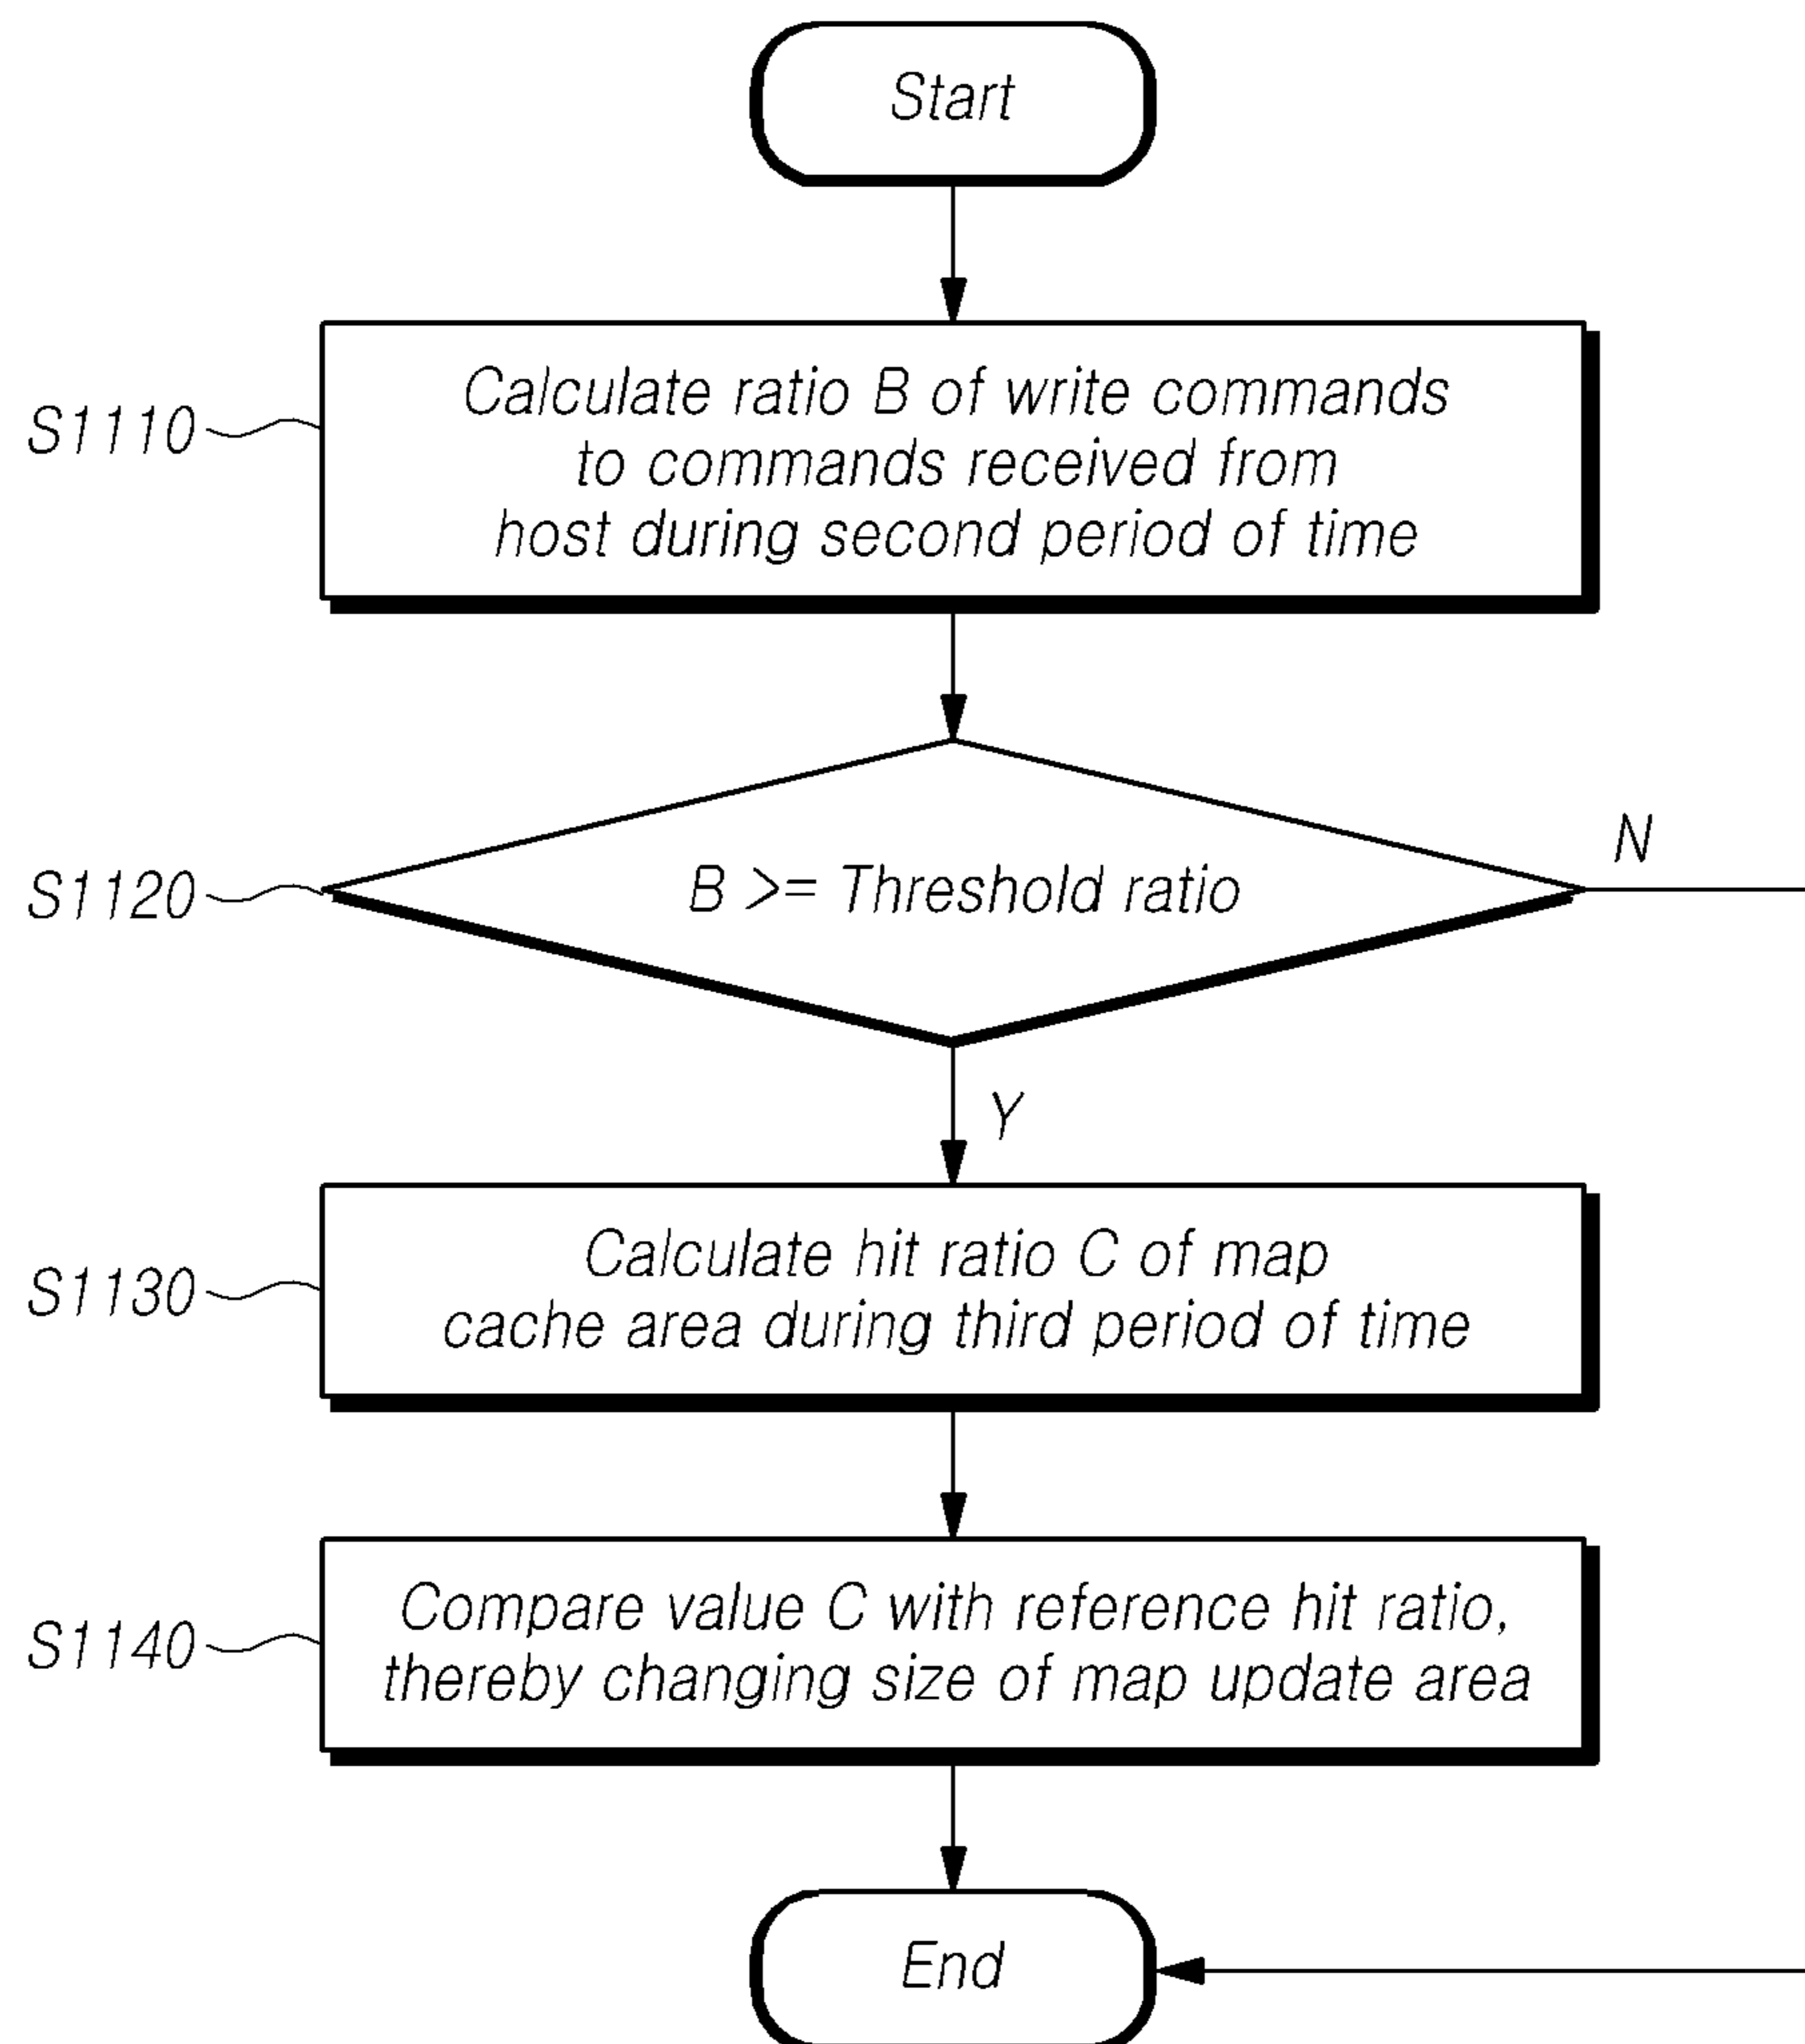 Start
S1110
Calculate ratio B of write commands
to commands received from
host during second period of time
S1120
B >= Threshold ratio
N
Y
S1130
Calculate hit ratio C of map
cache area during third period of time
S1140
Compare value C with reference hit ratio,
thereby changing size of map update area
End